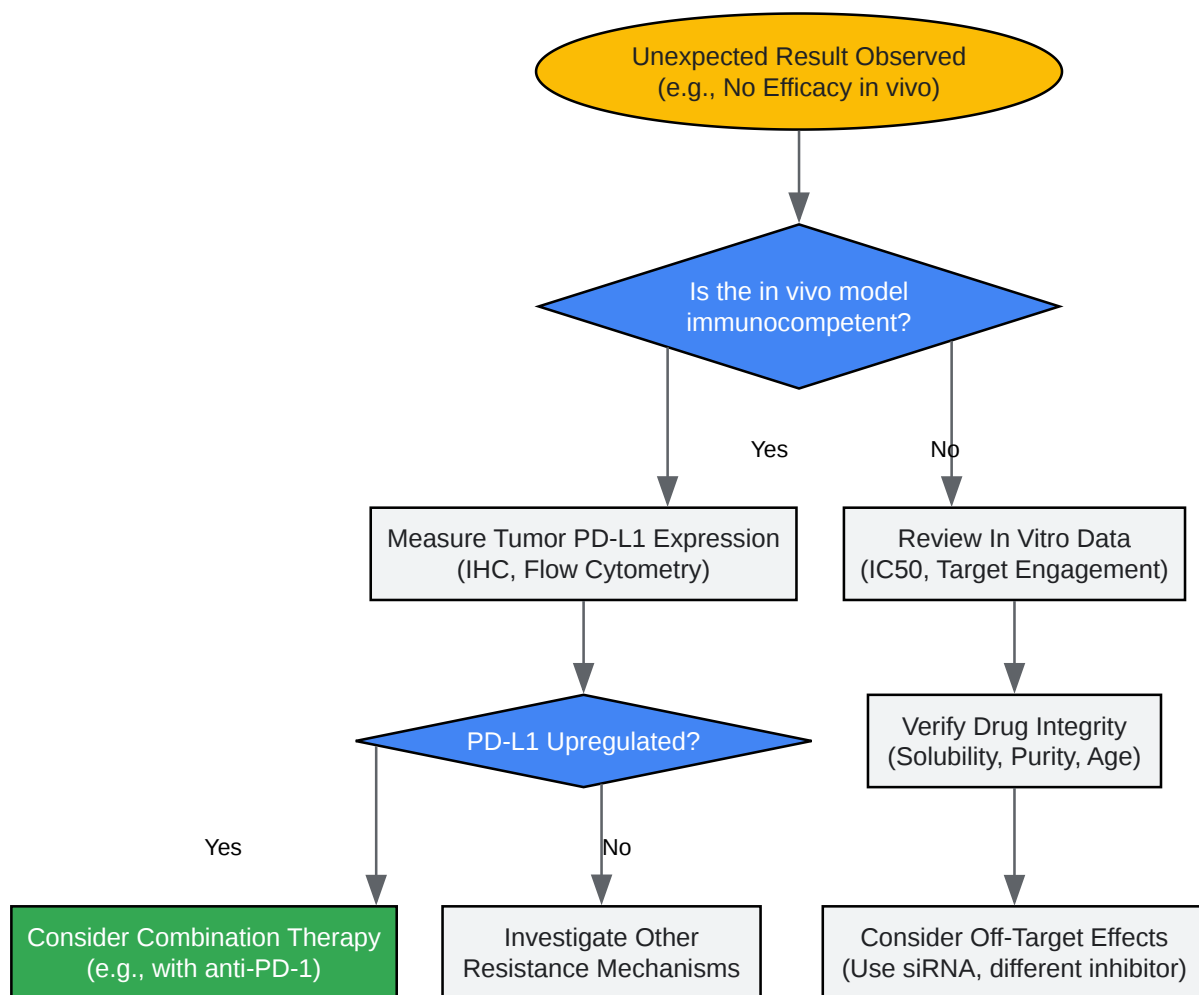 Unexpected Result Observed
(e.g., No Efficacy in vivo)
Is the in vivo model
immunocompetent?
Yes
No
Measure Tumor PD-L1 Expression
(IHC, Flow Cytometry)
Review In Vitro Data
(IC50, Target Engagement)
PD-L1 Upregulated?
Verify Drug Integrity
(Solubility, Purity, Age)
Yes
No
Consider Combination Therapy
(e.g., with anti-PD-1)
Investigate Other
Resistance Mechanisms
Consider Off-Target Effects
(Use siRNA, different inhibitor)